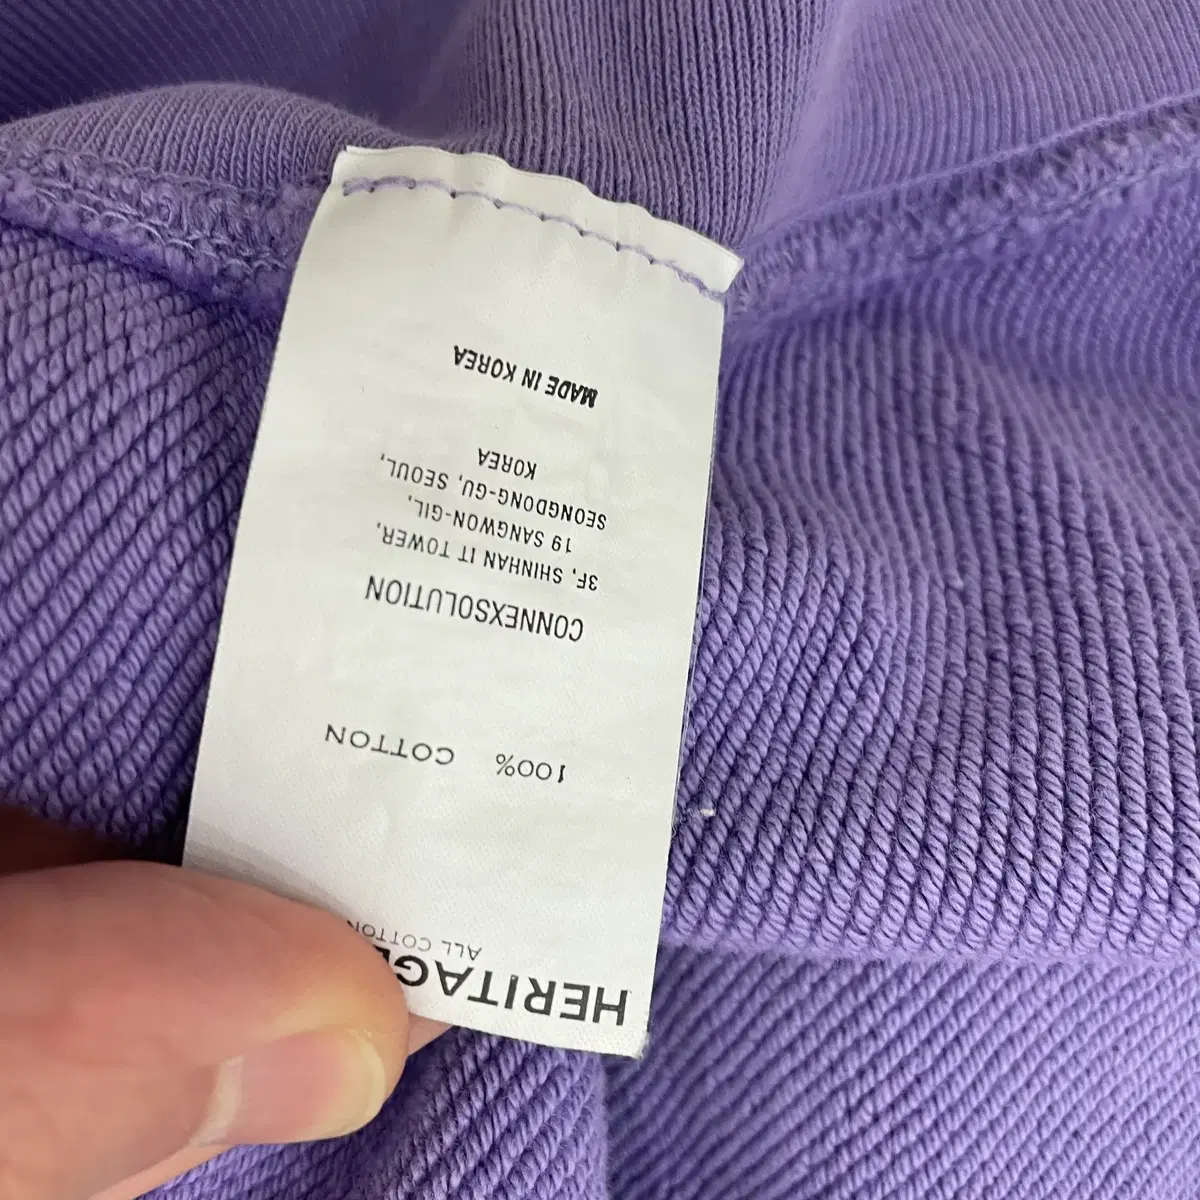 HERITAG
ALL COTTON
100% COTTON
CONNEXSOLUTION
3F, SHINHAN IT TOWER,
19 SANGWON-GIL,
SEONGDONG-GU, SEOUL,
KOREA
MADE IN KOREA